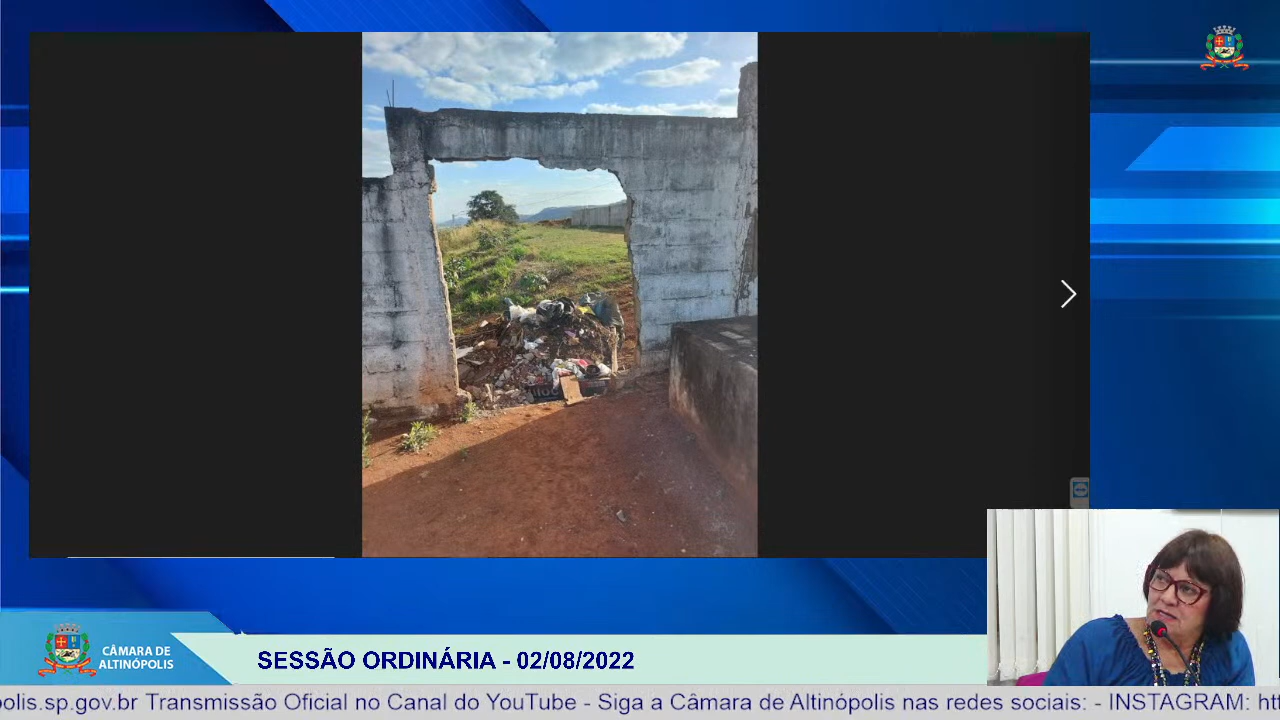 CÂMARA DE
ALTINÓPOLIS
SESSÃO ORDINÁRIA - 02/08/2022
polis.sp.gov.br Transmissão Oficial no Canal do YouTube - Siga a Câmara de Altinópolis nas redes sociais: - INSTAGRAM: htt